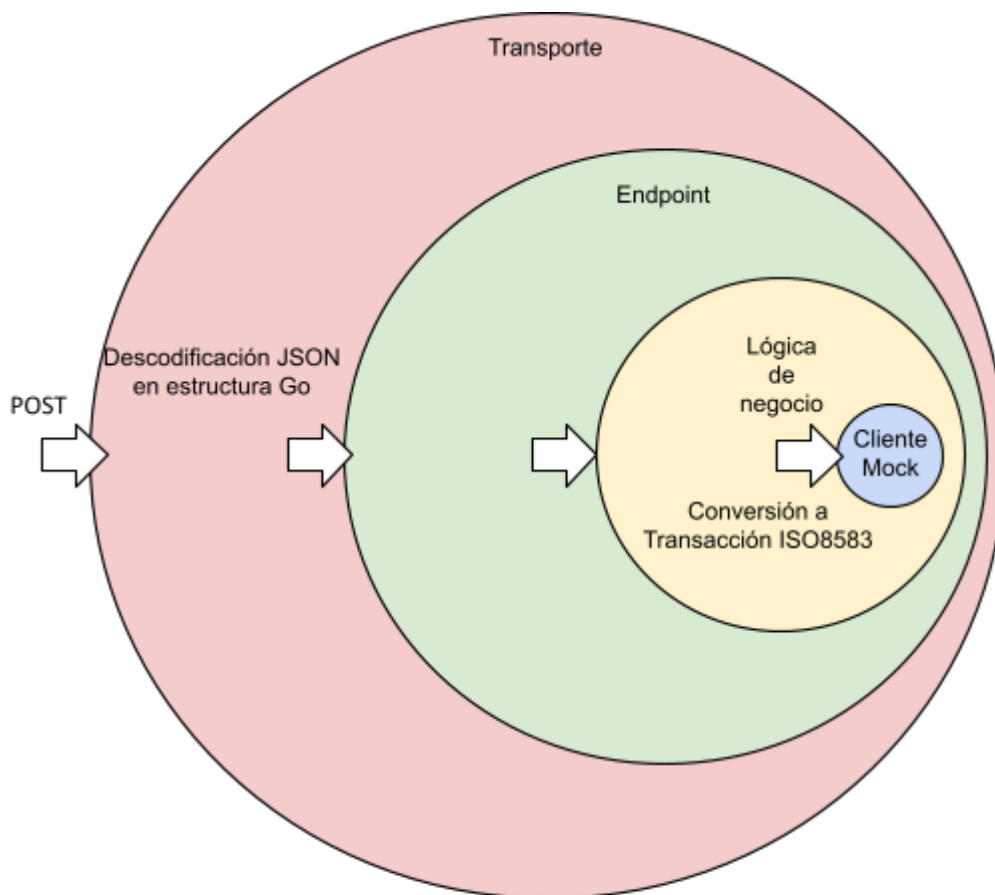 Transporte
Endpoint
Descodificación JSON
en estructura Go
POST
Lógica
de
negocio
Cliente
Mock
Conversión a
Transacción ISO8583